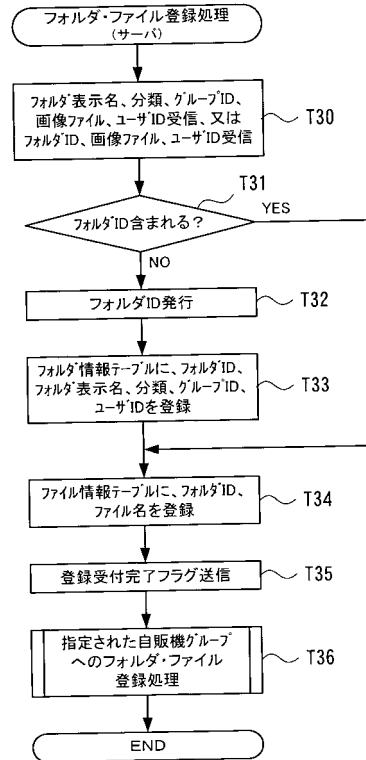 フォルダ・ファイル登録処理
(サーバ)
フォルダ表示名、分類、グループID、
画像ファイル、ユーザID受信、又は
フォルダID、画像ファイル、ユーザID受信
T30
T31
フォルダID含まれる?
YES
NO
フォルダID発行
T32
フォルダ情報テーブルに、フォルダID、
フォルダ表示名、分類、グループID、
ユーザIDを登録
T33
ファイル情報テーブルに、フォルダID、
ファイル名を登録
T34
登録受付完了フラグ送信
T35
指定された自販機グループ
へのフォルダ・ファイル
登録処理
T36
END